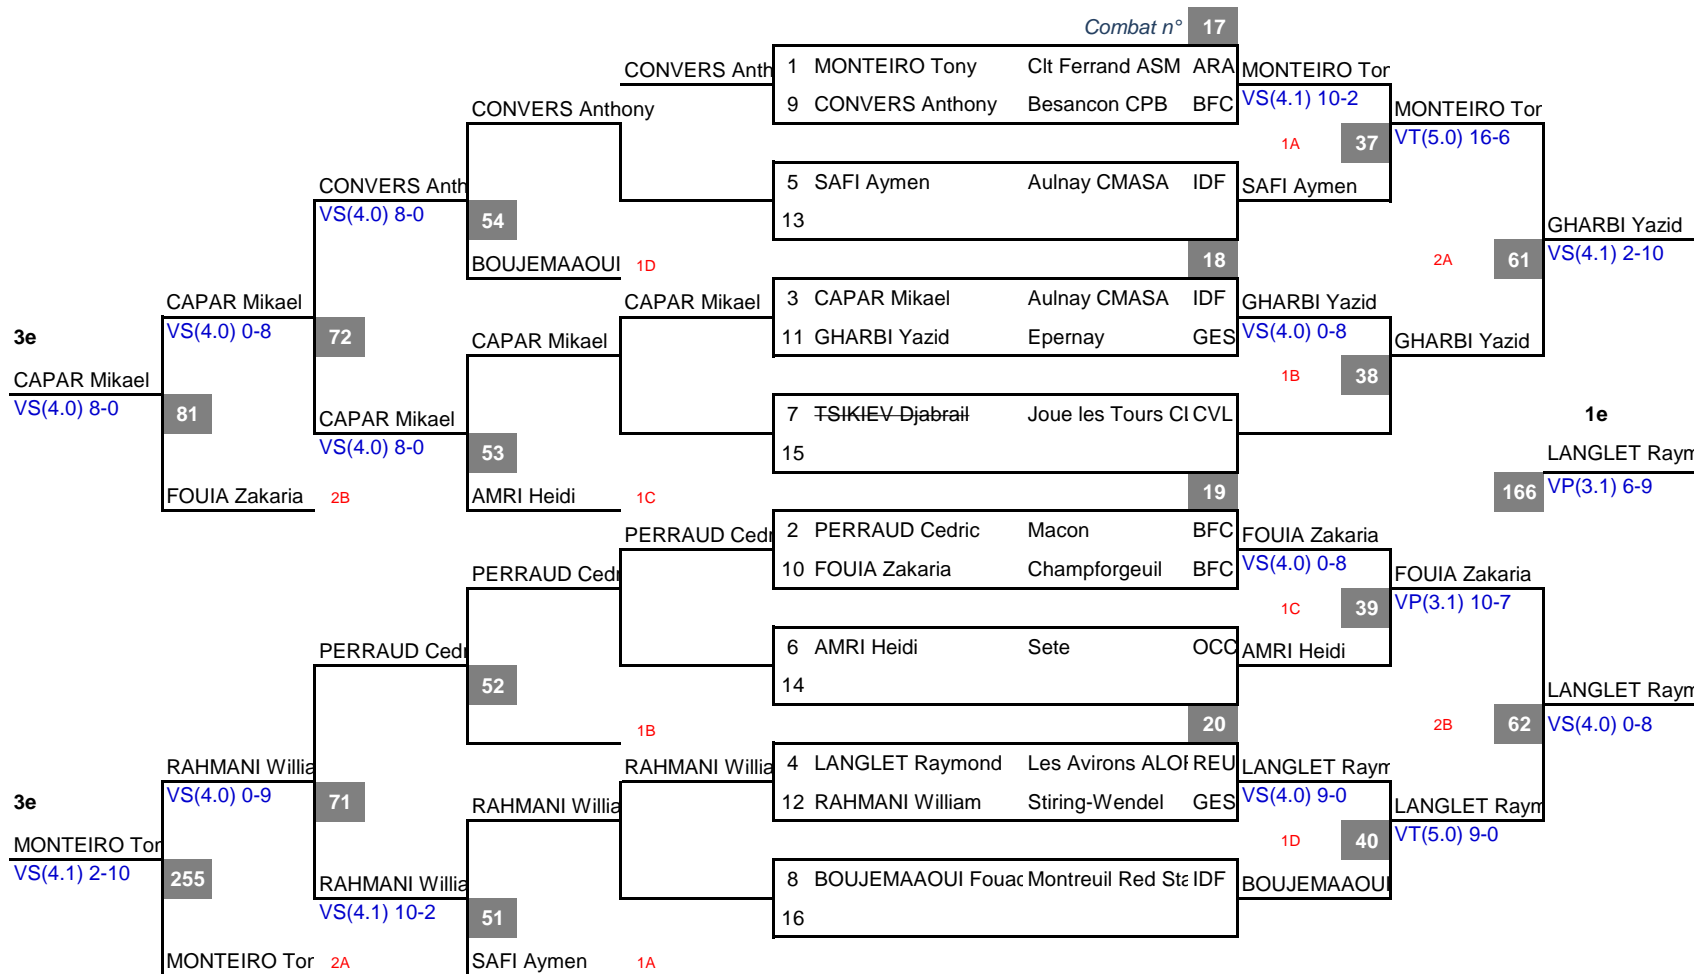 Combat n° 17
CONVERS Anth 1 MONTEIRO Tony Clt Ferrand ASM ARA MONTEIRO Tor
CONVERS Anthony 9 CONVERS Anthony Besancon CPB BFC VS(4.1) 10-2 MONTEIRO Tor
1A 37 VT(5.0) 16-6
CONVERS Anth 5 SAFI Aymen Aulnay CMASA IDF SAFI Aymen
VS(4.0) 8-0 54 13 GHARBI Yazid
BOUJEMAAOUI 1D 18 2A 61 VS(4.1) 2-10
CAPAR Mikael CAPAR Mikael 3 CAPAR Mikael Aulnay CMASA IDF GHARBI Yazid
3e VS(4.0) 0-8 72 CAPAR Mikael 11 GHARBI Yazid Epernay GES VS(4.0) 0-8 GHARBI Yazid
CAPAR Mikael 1B 38
VS(4.0) 8-0 81 CAPAR Mikael 7 TSIKIEV Djabrail Joue les Tours Cl CVL 1e
VS(4.0) 8-0 53 15 LANGLET Raym
FOUIA Zakaria 2B AMRI Heidi 1C 19 166 VP(3.1) 6-9
PERRAUD Cedr 2 PERRAUD Cedric Macon BFC FOUIA Zakaria
PERRAUD Cedr 10 FOUIA Zakaria Champforgeuil BFC VS(4.0) 0-8 FOUIA Zakaria
1C 39 VP(3.1) 10-7
PERRAUD Cedr 6 AMRI Heidi Sete OCC AMRI Heidi
52 14 LANGLET Raym
1B 20 2B 62 VS(4.0) 0-8
RAHMANI Willia RAHMANI Willia 4 LANGLET Raymond Les Avirons ALOF REU LANGLET Raym
3e VS(4.0) 0-9 71 RAHMANI Willia 12 RAHMANI William Stiring-Wendel GES VS(4.0) 9-0 LANGLET Raym
MONTEIRO Tor 1D 40 VT(5.0) 9-0
VS(4.1) 2-10 255 RAHMANI Willia 8 BOUJEMAAOUI Fouac Montreuil Red Sta IDF BOUJEMAAOUI
VS(4.1) 10-2 51 16
MONTEIRO Tor 2A SAFI Aymen 1A